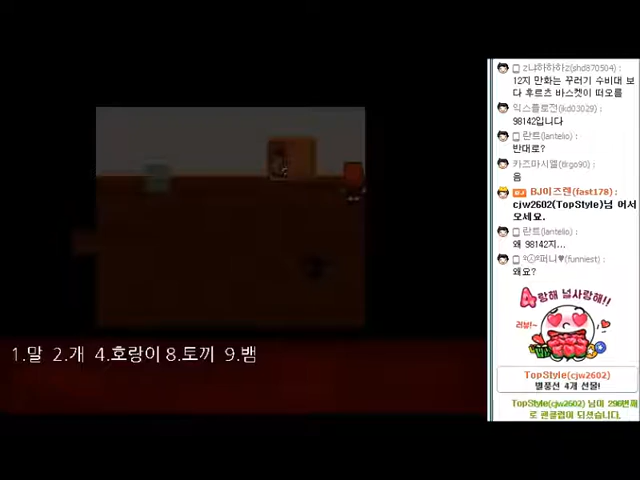 1.말 2.개 4.호랑이 8.토끼 9.뱀
z냐하하하z(shd870504) :
12지 만화는 꾸러기 수비대 보
다 후르츠 바스켓이 떠오를
익스플로전(kd03029) :
98142입니다
란트(lantelio) :
반대로?
카즈마시엘(tkgo90) :
음
BJ이즈렌(fast178) :
cjw2602(TopStyle)님 어서
오세요.
란트(lantelio) :
왜 98142지...
퍼니♥(funniest) :
왜요?
랑해 널사랑해!!
러빙!
TopStyle(cjw2602)
별풍선 4개 선물!
TopStyle(cjw2602) 님이 296번째
로 팬클럽이 되셨습니다.